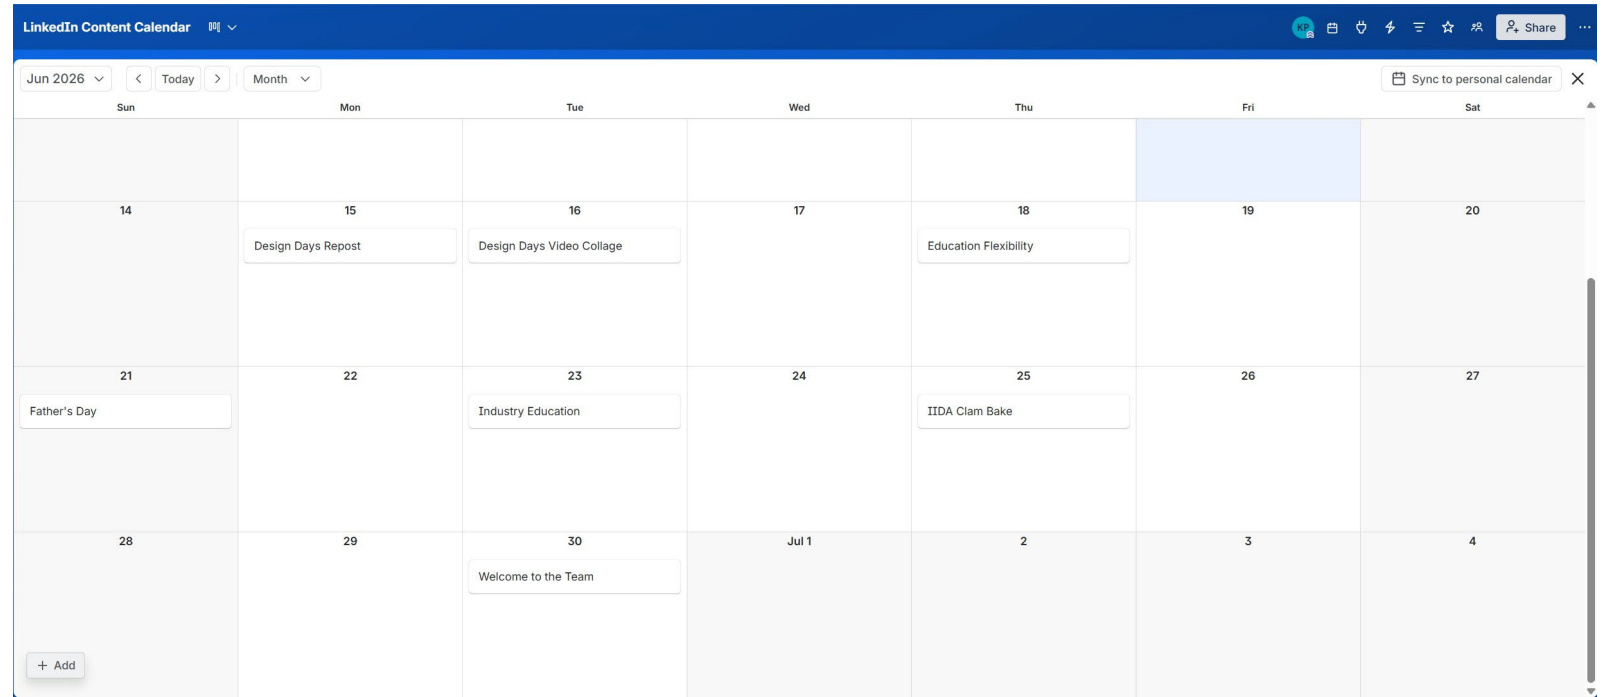 LinkedIn Content Calendar
KP
Share
Jun 2026
Today
Month
Sync to personal calendar
Sun Mon Tue Wed Thu Fri Sat
14 15 16 17 18 19 20
Design Days Repost Design Days Video Collage Education Flexibility
21 22 23 24 25 26 27
Father's Day Industry Education IIDA Clam Bake
28 29 30 Jul 1 2 3 4
Welcome to the Team
+ Add